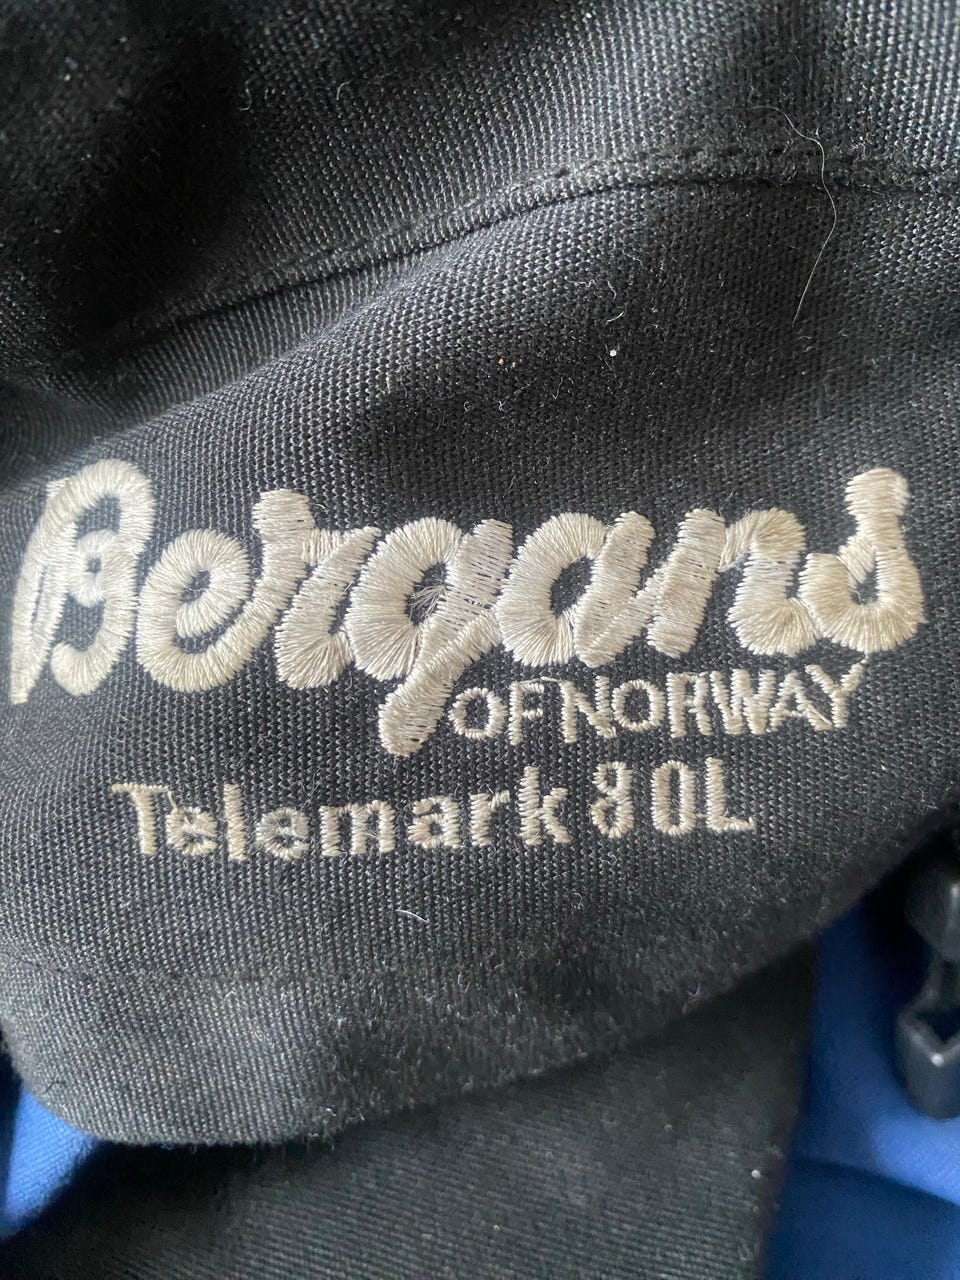 Bergans
OF NORWAY
Telemark 80L